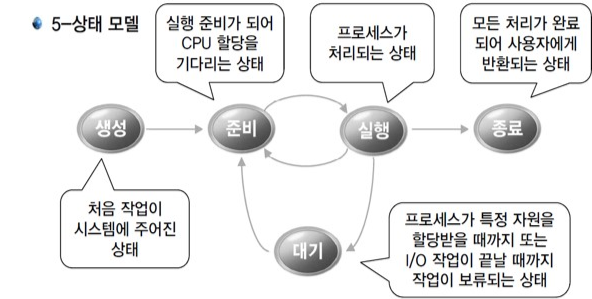 5-상태 모델
실행 준비가 되어
CPU 할당을
기다리는 상태
프로세스가
처리되는 상태
모든 처리가 완료
되어 사용자에게
반환되는 상태
생성
준비
실행
종료
처음 작업이
시스템에 주어진
상태
대기
프로세스가 특정 자원을
할당받을 때까지 또는
I/O 작업이 끝날 때까지
작업이 보류되는 상태